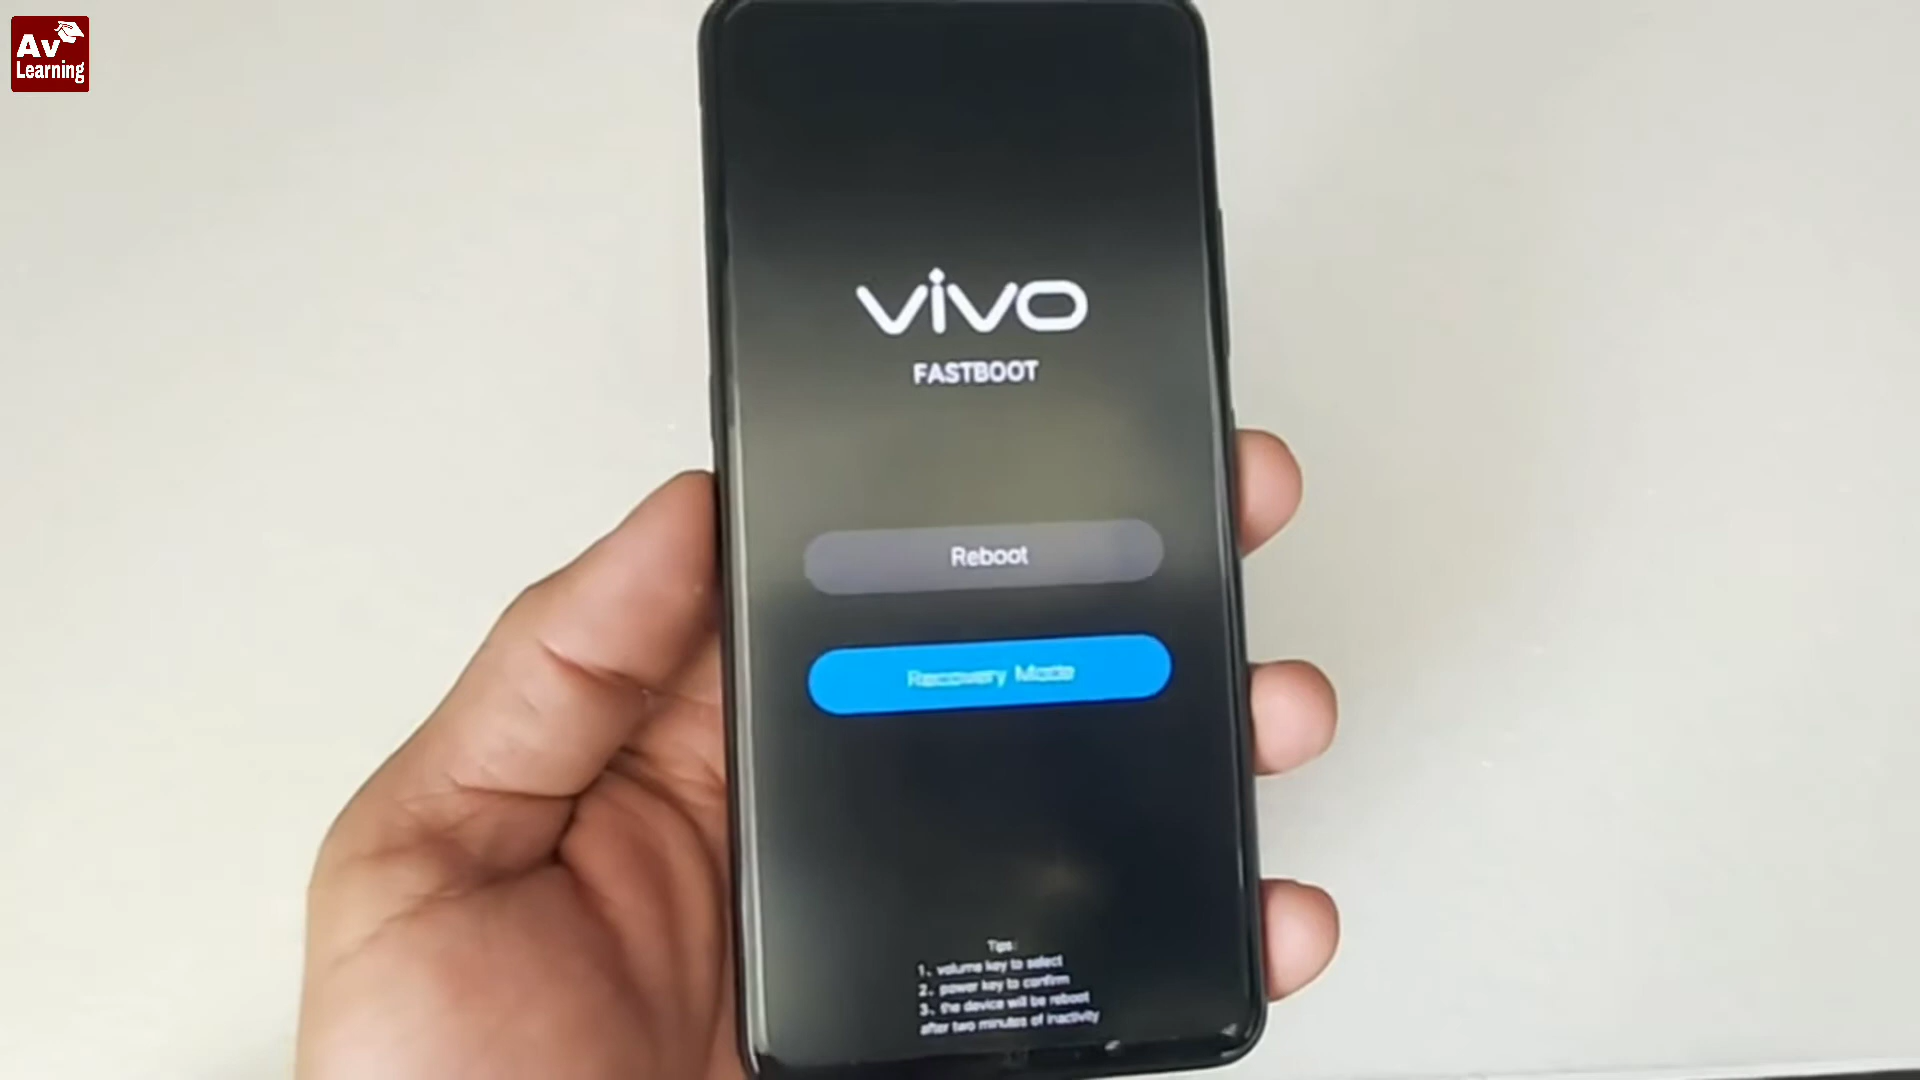 Av
Learning
vivo
FASTBOOT
Reboot
Recovery Mode
Tips:
1. volume key to select
2. power key to confirm
3. the device will be reboot
after two minutes of inactivity